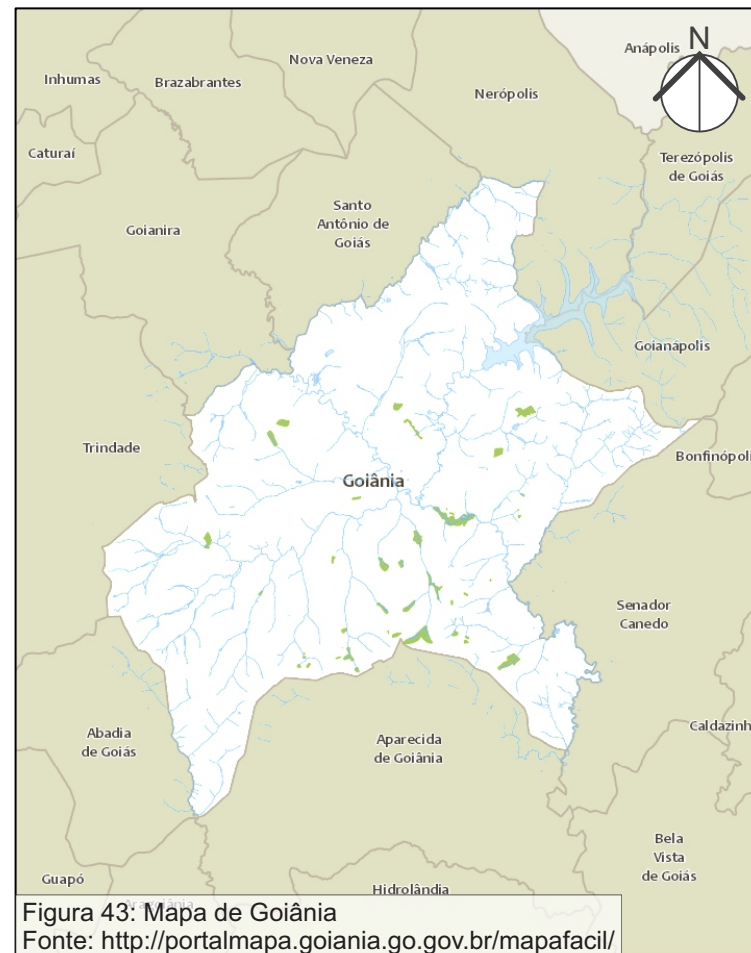 Nova Veneza
Anápolis
N
Inhumas
Brazabrantes
Nerópolis
Caturaí
Terezópolis
de Goiás
Santo
Antônio de
Goiás
Goianira
Goianápolis
Trindade
Bonfinópoli
Goiânia
Senador
Canedo
Abadia
de Goiás
Aparecida
de Goiânia
Caldazinh
Bela
Vista
de Goiás
Guapó
Hidrolândia
Aragoiânia
Figura 43: Mapa de Goiânia
Fonte: http://portalmapa.goiania.go.gov.br/mapafacil/